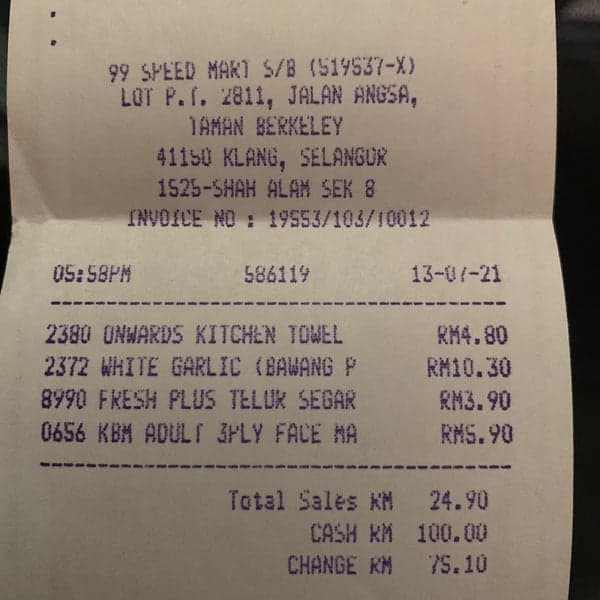 :
99 SPEED MART S/B (519537-X)
LOT P.T. 2811, JALAN ANGSA,
TAMAN BERKELEY
41150 KLANG, SELANGOR
1525-SHAH ALAM SEK 8
INVOICE NO : 19553/103/10012
05:58PM 586119 13-07-21
2380 ONWARDS KITCHEN TOWEL RM4.80
2372 WHITE GARLIC (BAWANG P RM10.30
8990 FRESH PLUS TELUR SEGAR RM3.90
0656 KBM ADULT 3PLY FACE MA RM5.90
Total Sales RM 24.90
CASH RM 100.00
CHANGE RM 75.10